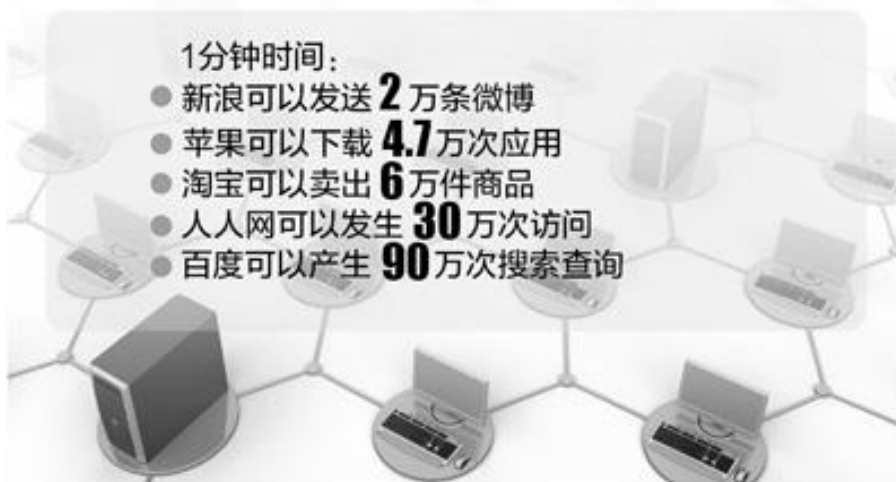 1分钟时间：
新浪可以发送2万条微博
苹果可以下载4.7万次应用
淘宝可以卖出6万件商品
人人网可以发生30万次访问
百度可以产生90万次搜索查询